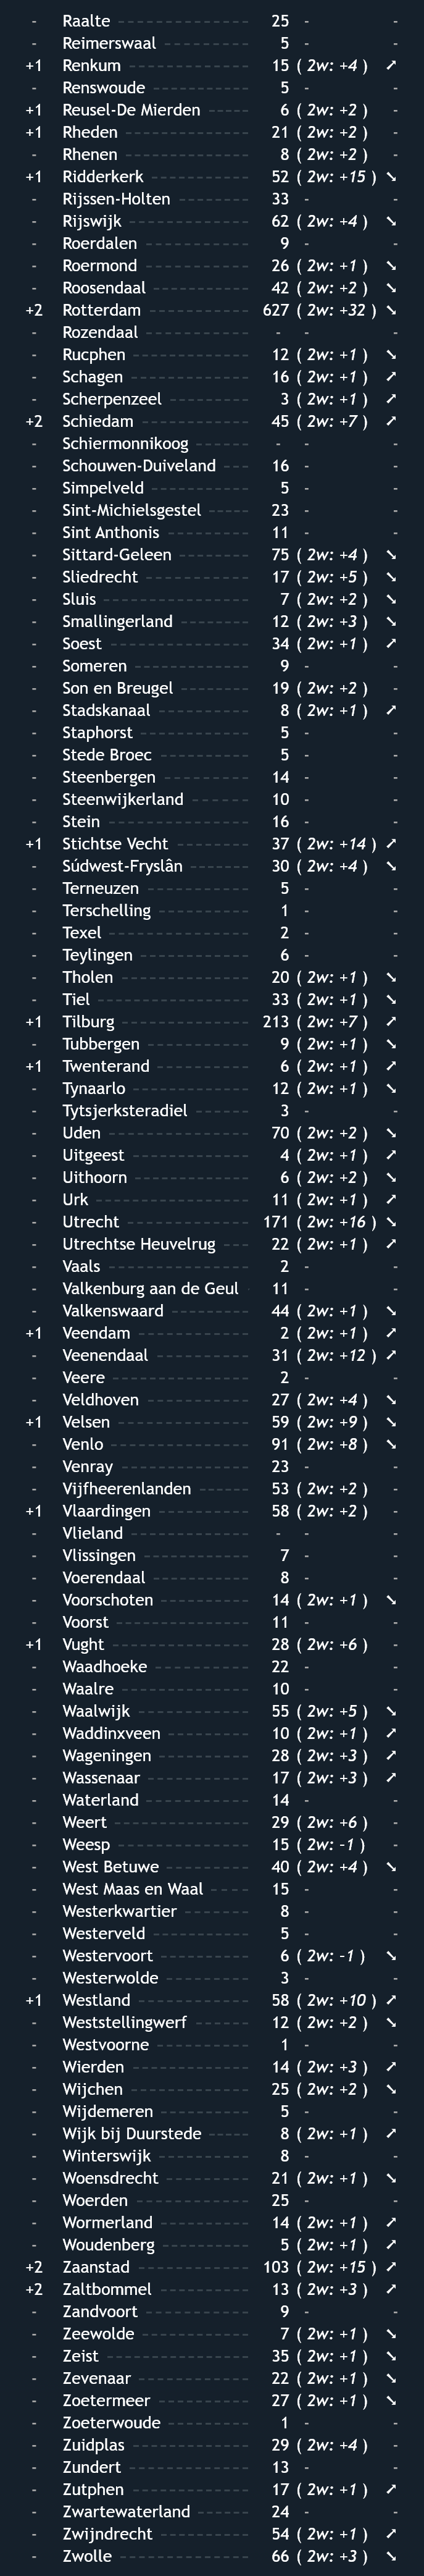 - Raalte 25 - -
- Reimerswaal 5 - -
+1 Renkum 15 ( 2w: +4 ) ➚
- Renswoude 5 - -
+1 Reusel-De Mierden 6 ( 2w: +2 ) -
+1 Rheden 21 ( 2w: +2 ) -
- Rhenen 8 ( 2w: +2 ) -
+1 Ridderkerk 52 ( 2w: +15 ) ➘
- Rijssen-Holten 33 - -
- Rijswijk 62 ( 2w: +4 ) ➘
- Roerdalen 9 - -
- Roermond 26 ( 2w: +1 ) ➘
- Roosendaal 42 ( 2w: +2 ) ➘
+2 Rotterdam 627 ( 2w: +32 ) ➘
- Rozendaal - - -
- Rucphen 12 ( 2w: +1 ) ➘
- Schagen 16 ( 2w: +1 ) ➚
- Scherpenzeel 3 ( 2w: +1 ) ➚
+2 Schiedam 45 ( 2w: +7 ) ➚
- Schiermonnikoog - - -
- Schouwen-Duiveland 16 - -
- Simpelveld 5 - -
- Sint-Michielsgestel 23 - -
- Sint Anthonis 11 - -
- Sittard-Geleen 75 ( 2w: +4 ) ➘
- Sliedrecht 17 ( 2w: +5 ) ➘
- Sluis 7 ( 2w: +2 ) ➘
- Smallingerland 12 ( 2w: +3 ) ➘
- Soest 34 ( 2w: +1 ) ➚
- Someren 9 - -
- Son en Breugel 19 ( 2w: +2 ) -
- Stadskanaal 8 ( 2w: +1 ) ➚
- Staphorst 5 - -
- Stede Broec 5 - -
- Steenbergen 14 - -
- Steenwijkerland 10 - -
- Stein 16 - -
+1 Stichtse Vecht 37 ( 2w: +14 ) ➚
- Súdwest-Fryslân 30 ( 2w: +4 ) ➘
- Terneuzen 5 - -
- Terschelling 1 - -
- Texel 2 - -
- Teylingen 6 - -
- Tholen 20 ( 2w: +1 ) ➘
- Tiel 33 ( 2w: +1 ) ➘
+1 Tilburg 213 ( 2w: +7 ) ➚
- Tubbergen 9 ( 2w: +1 ) ➘
+1 Twenterand 6 ( 2w: +1 ) ➚
- Tynaarlo 12 ( 2w: +1 ) ➘
- Tytsjerksteradiel 3 - -
- Uden 70 ( 2w: +2 ) ➘
- Uitgeest 4 ( 2w: +1 ) ➚
- Uithoorn 6 ( 2w: +2 ) ➘
- Urk 11 ( 2w: +1 ) ➚
- Utrecht 171 ( 2w: +16 ) ➘
- Utrechtse Heuvelrug 22 ( 2w: +1 ) ➚
- Vaals 2 - -
- Valkenburg aan de Geul 11 - -
- Valkenswaard 44 ( 2w: +1 ) ➘
+1 Veendam 2 ( 2w: +1 ) ➚
- Veenendaal 31 ( 2w: +12 ) ➚
- Veere 2 - -
- Veldhoven 27 ( 2w: +4 ) ➘
+1 Velsen 59 ( 2w: +9 ) ➘
- Venlo 91 ( 2w: +8 ) ➘
- Venray 23 - -
- Vijfheerenlanden 53 ( 2w: +2 ) -
+1 Vlaardingen 58 ( 2w: +2 ) -
- Vlieland - - -
- Vlissingen 7 - -
- Voerendaal 8 - -
- Voorschoten 14 ( 2w: +1 ) ➘
- Voorst 11 - -
+1 Vught 28 ( 2w: +6 ) -
- Waadhoeke 22 - -
- Waalre 10 - -
- Waalwijk 55 ( 2w: +5 ) ➘
- Waddinxveen 10 ( 2w: +1 ) ➚
- Wageningen 28 ( 2w: +3 ) ➚
- Wassenaar 17 ( 2w: +3 ) ➚
- Waterland 14 - -
- Weert 29 ( 2w: +6 ) -
- Weesp 15 ( 2w: -1 ) -
- West Betuwe 40 ( 2w: +4 ) ➘
- West Maas en Waal 15 - -
- Westerkwartier 8 - -
- Westerveld 5 - -
- Westervoort 6 ( 2w: -1 ) ➘
- Westerwolde 3 - -
+1 Westland 58 ( 2w: +10 ) ➚
- Weststellingwerf 12 ( 2w: +2 ) ➘
- Westvoorne 1 - -
- Wierden 14 ( 2w: +3 ) ➚
- Wijchen 25 ( 2w: +2 ) ➘
- Wijdemeren 5 - -
- Wijk bij Duurstede 8 ( 2w: +1 ) ➚
- Winterswijk 8 - -
- Woensdrecht 21 ( 2w: +1 ) ➘
- Woerden 25 - -
- Wormerland 14 ( 2w: +1 ) ➚
- Woudenberg 5 ( 2w: +1 ) ➚
+2 Zaanstad 103 ( 2w: +15 ) ➚
+2 Zaltbommel 13 ( 2w: +3 ) ➚
- Zandvoort 9 - -
- Zeewolde 7 ( 2w: +1 ) ➘
- Zeist 35 ( 2w: +1 ) ➘
- Zevenaar 22 ( 2w: +1 ) ➘
- Zoetermeer 27 ( 2w: +1 ) ➘
- Zoeterwoude 1 - -
- Zuidplas 29 ( 2w: +4 ) -
- Zundert 13 - -
- Zutphen 17 ( 2w: +1 ) ➚
- Zwartewaterland 24 - -
- Zwijndrecht 54 ( 2w: +1 ) ➚
- Zwolle 66 ( 2w: +3 ) ➘